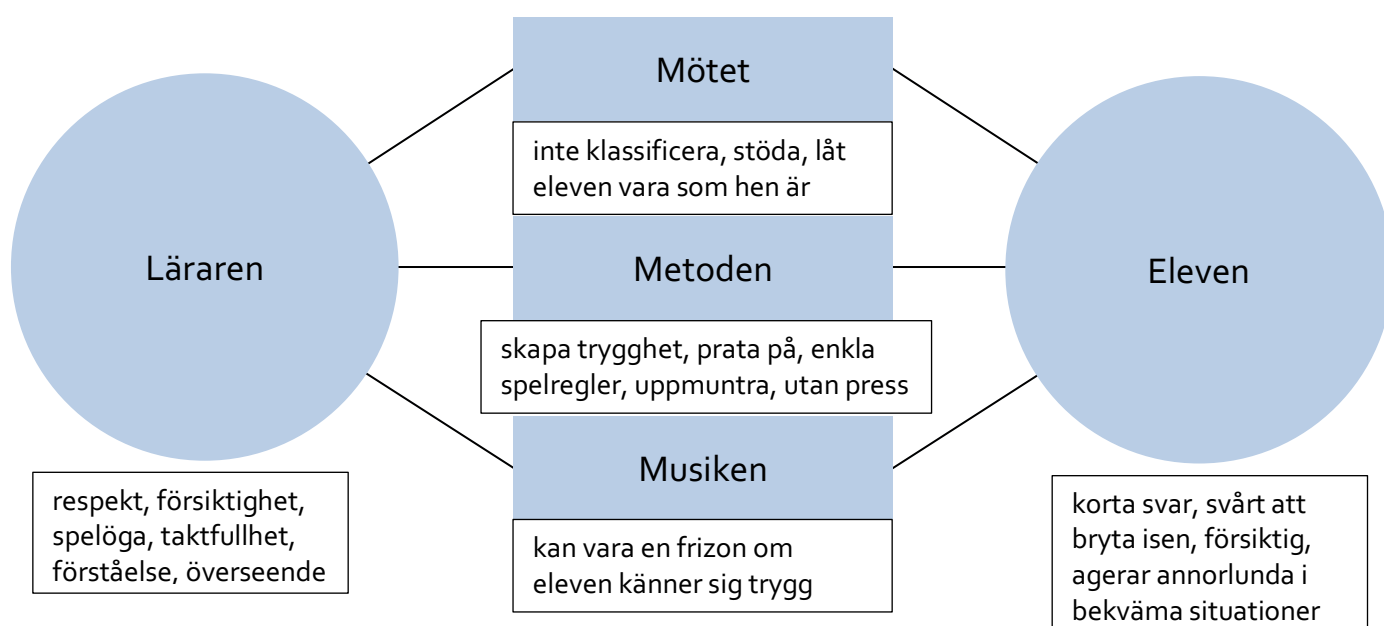 Mötet
inte klassificera, stöda, låt
eleven vara som hen är
Läraren
Metoden
Eleven
skapa trygghet, prata på, enkla
spelregler, uppmuntra, utan press
Musiken
respekt, försiktighet,
spelöga, taktfullhet,
förståelse, överseende
kan vara en frizon om
eleven känner sig trygg
korta svar, svårt att
bryta isen, försiktig,
agerar annorlunda i
bekväma situationer